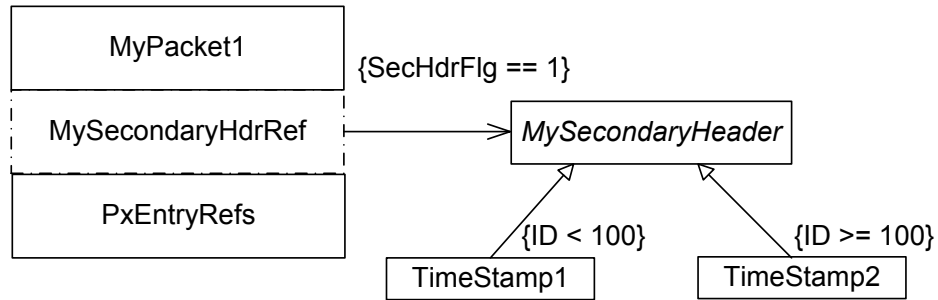 MyPacket1
{SecHdrFlg == 1}
MySecondaryHdrRef
MySecondaryHeader
PxEntryRefs
{ID < 100}
{ID >= 100}
TimeStamp1
TimeStamp2